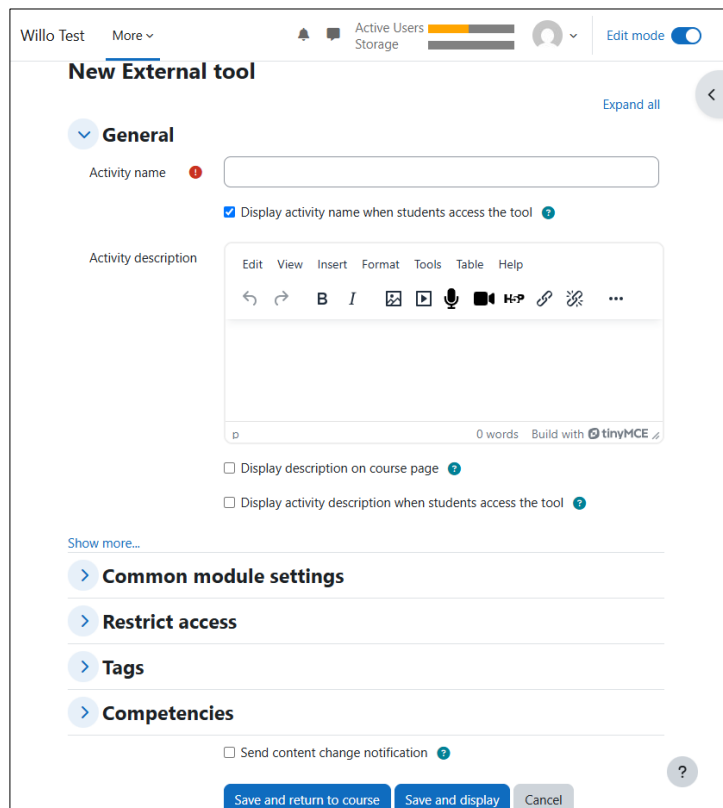 Willo Test More Active Users Edit mode
Storage
New External tool
Expand all
General
Activity name !
Display activity name when students access the tool ?
Activity description
Edit View Insert Format Tools Table Help
B I H5P ...
p 0 words Build with tinyMCE
Display description on course page ?
Display activity description when students access the tool ?
Show more...
Common module settings
Restrict access
Tags
Competencies
Send content change notification ?
?
Save and return to course Save and display Cancel